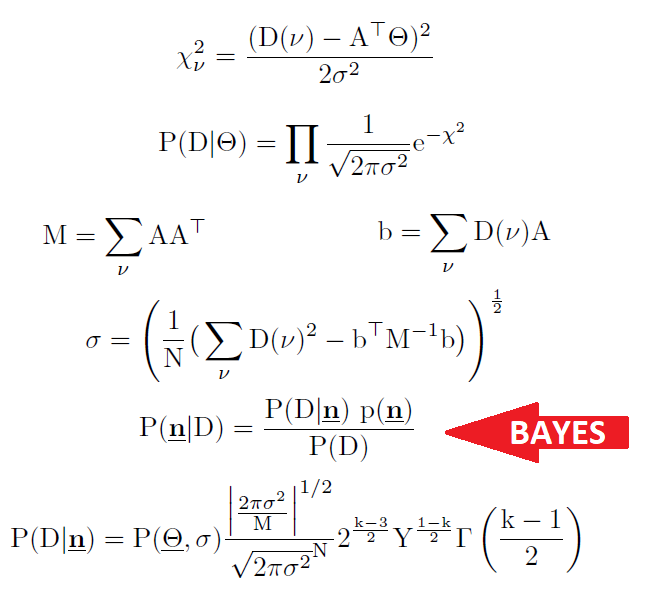 χ²_ν = (D(ν) − A^⊤Θ)² / 2σ²
P(D|Θ) = ∏_ν 1/√(2πσ²) e^{−χ²}
M = ∑_ν AA^⊤    b = ∑_ν D(ν)A
σ = (1/N (∑_ν D(ν)² − b^⊤M^{−1}b))^{1/2}
P(n̲|D) = P(D|n̲) p(n̲) / P(D)    BAYES
P(D|n̲) = P(Θ̲, σ) |2πσ²/M|^{1/2} / √(2πσ²)^N 2^{(k−3)/2} Υ^{(1−k)/2} Γ((k − 1)/2)